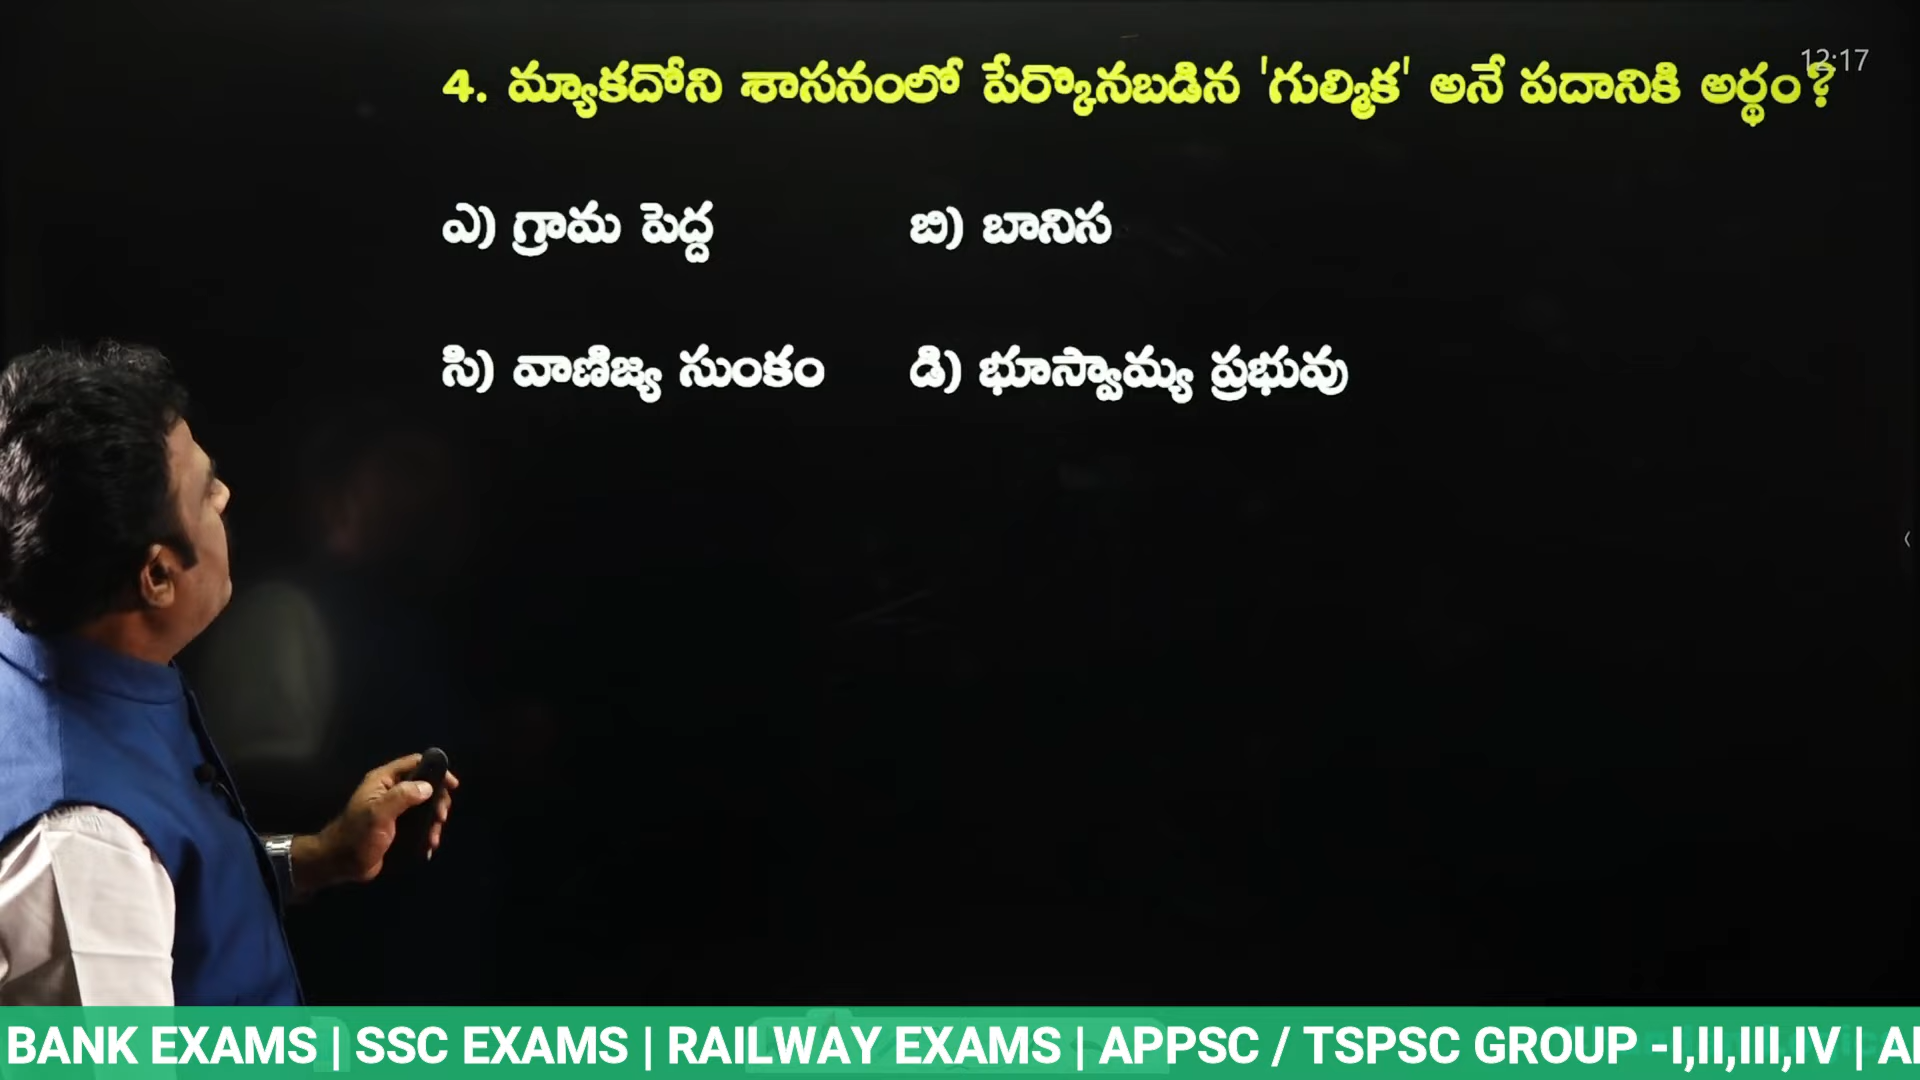 4. మ్యాకదోని శాసనంలో పేర్కొనబడిన 'గుల్మిక' అనే పదానికి అర్థం?
12:17
ఎ) గ్రామ పెద్ద బి) బానిస
సి) వాణిజ్య సుంకం డి) భూస్వామ్య ప్రభువు
BANK EXAMS | SSC EXAMS | RAILWAY EXAMS | APPSC / TSPSC GROUP -I,II,III,IV |